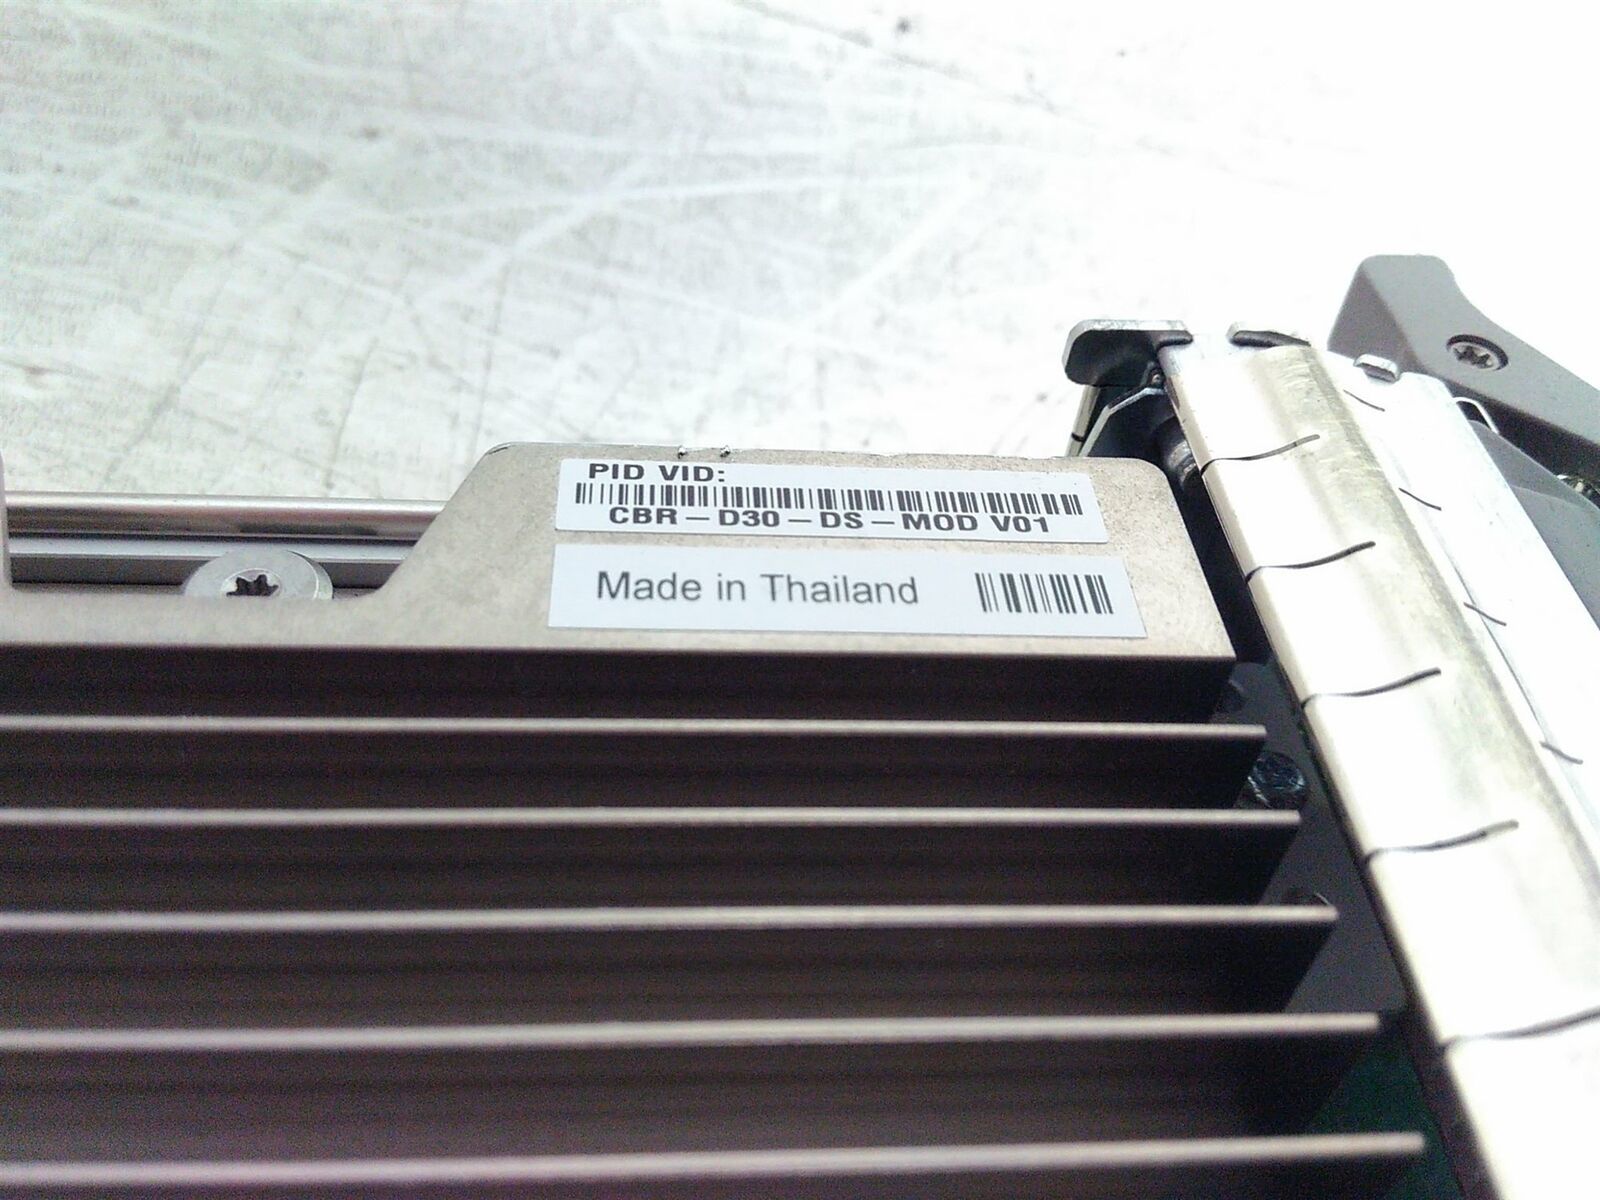 PID VID:
CBR-D30-DS-MOD V01
Made in Thailand